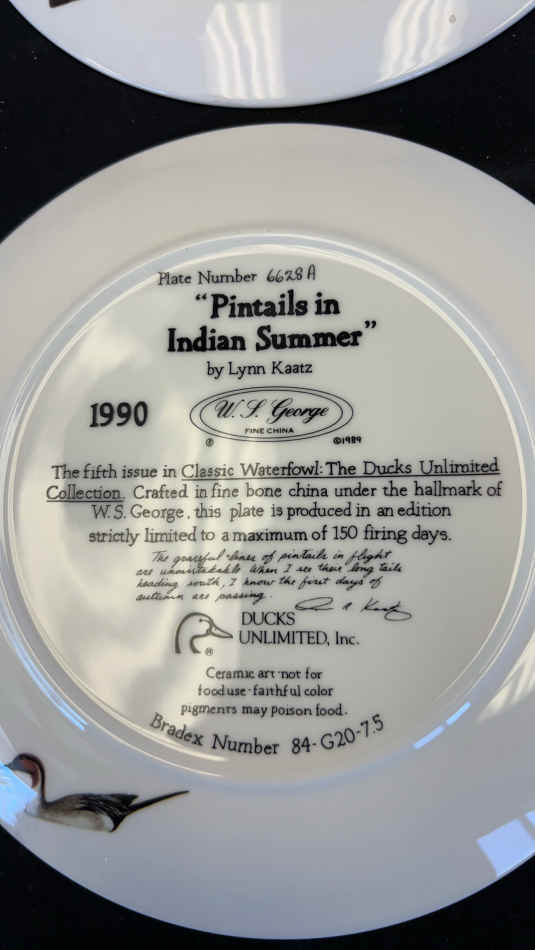 Plate Number 6628A
"Pintails in
Indian Summer"
by Lynn Kaatz
1990
W. S. George
FINE CHINA
℗ ©1989
The fifth issue in Classic Waterfowl: The Ducks Unlimited
Collection. Crafted in fine bone china under the hallmark of
W. S. George, this plate is produced in an edition
strictly limited to a maximum of 150 firing days.
The graceful lines of pintails in flight
are unmistakable. When I see their long tails
heading south, I know the first days of
autumn are passing.
Kaatz
DUCKS
UNLIMITED, Inc.
®
Ceramic art·not for
food use·faithful color
pigments may poison food.
Bradex Number 84-G20-7.5